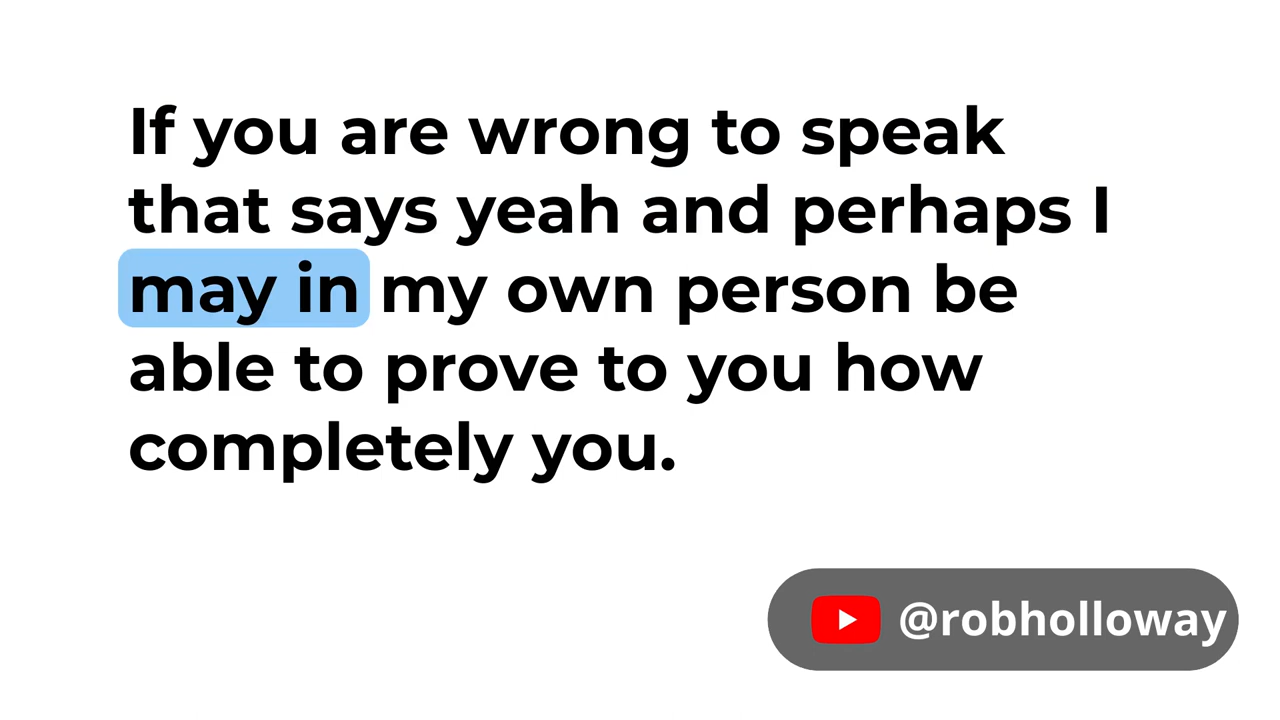 If you are wrong to speak
that says yeah and perhaps I
may in my own person be
able to prove to you how
completely you.
@robholloway